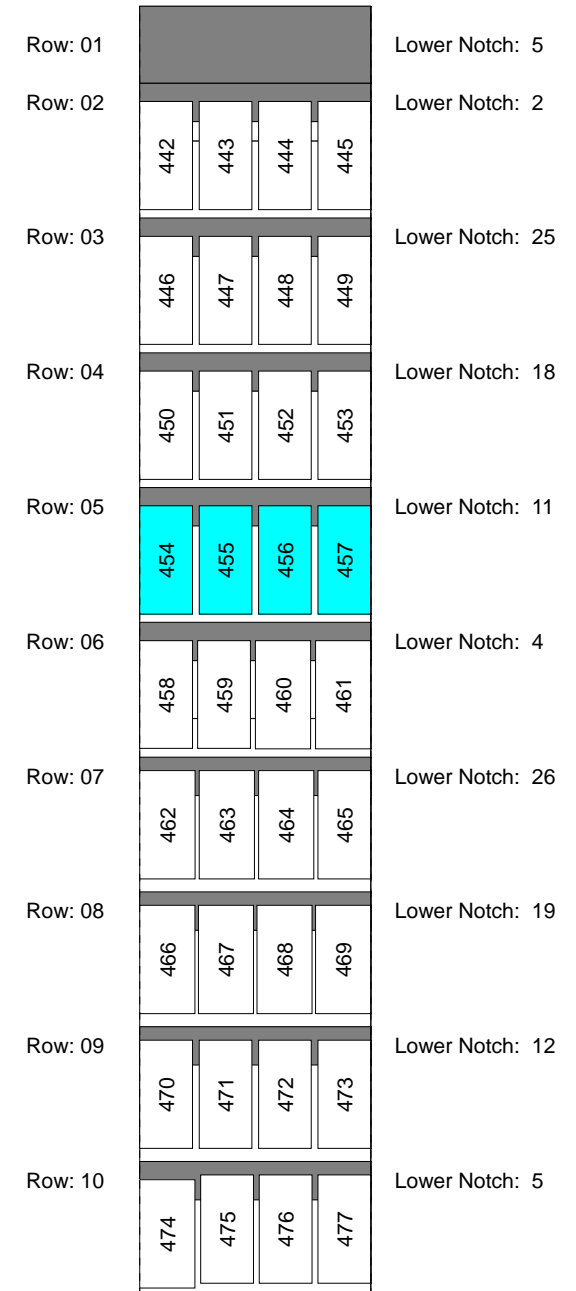 Row: 01 Lower Notch: 5
Row: 02 Lower Notch: 2
442 443 444 445
Row: 03 Lower Notch: 25
446 447 448 449
Row: 04 Lower Notch: 18
450 451 452 453
Row: 05 Lower Notch: 11
454 455 456 457
Row: 06 Lower Notch: 4
458 459 460 461
Row: 07 Lower Notch: 26
462 463 464 465
Row: 08 Lower Notch: 19
466 467 468 469
Row: 09 Lower Notch: 12
470 471 472 473
Row: 10 Lower Notch: 5
474 475 476 477